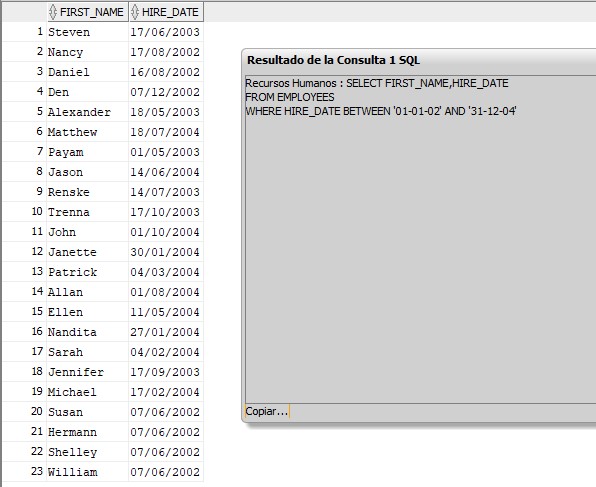 FIRST_NAME HIRE_DATE
1 Steven 17/06/2003
2 Nancy 17/08/2002
3 Daniel 16/08/2002
4 Den 07/12/2002
5 Alexander 18/05/2003
6 Matthew 18/07/2004
7 Payam 01/05/2003
8 Jason 14/06/2004
9 Renske 14/07/2003
10 Trenna 17/10/2003
11 John 01/10/2004
12 Janette 30/01/2004
13 Patrick 04/03/2004
14 Allan 01/08/2004
15 Ellen 11/05/2004
16 Nandita 27/01/2004
17 Sarah 04/02/2004
18 Jennifer 17/09/2003
19 Michael 17/02/2004
20 Susan 07/06/2002
21 Hermann 07/06/2002
22 Shelley 07/06/2002
23 William 07/06/2002
Resultado de la Consulta 1 SQL
Recursos Humanos : SELECT FIRST_NAME,HIRE_DATE
FROM EMPLOYEES
WHERE HIRE_DATE BETWEEN '01-01-02' AND '31-12-04'
Copiar...